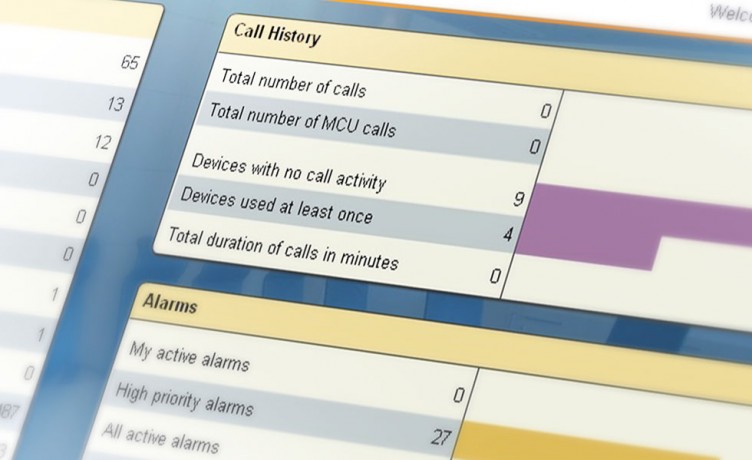 Call History
Total number of calls 0
Total number of MCU calls 0
Devices with no call activity 9
Devices used at least once 4
Total duration of calls in minutes 0
Alarms
My active alarms 0
High priority alarms 27
All active alarms
65
13
12
0
0
0
1
1
0